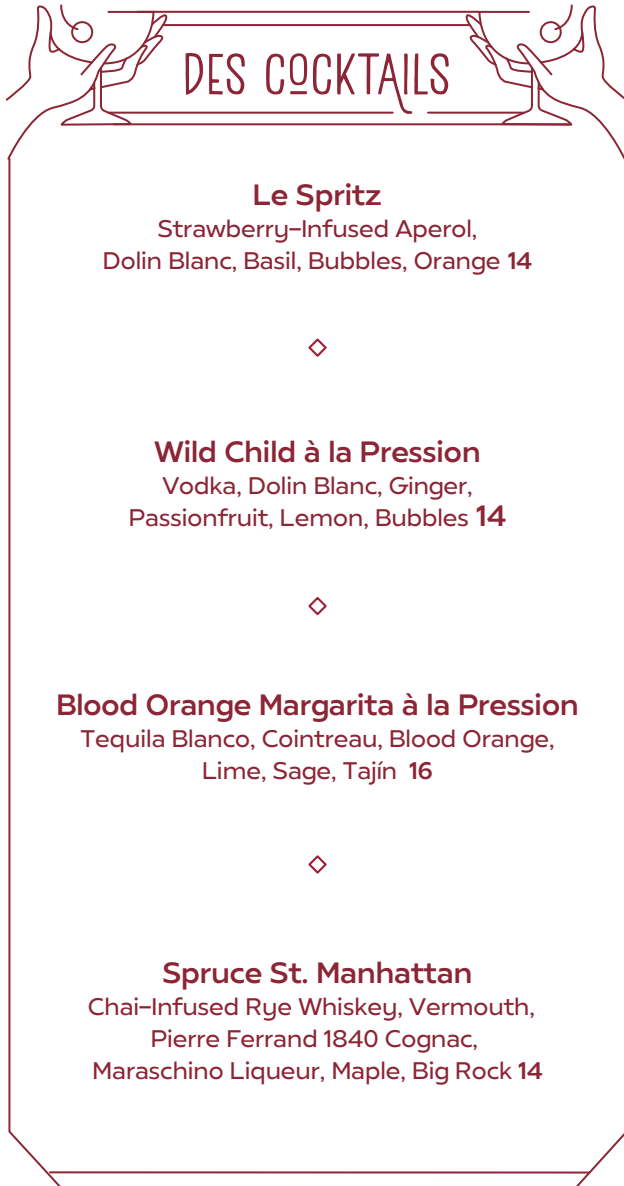 DES COCKTAILS
Le Spritz
Strawberry-Infused Aperol,
Dolin Blanc, Basil, Bubbles, Orange 14
Wild Child à la Pression
Vodka, Dolin Blanc, Ginger,
Passionfruit, Lemon, Bubbles 14
Blood Orange Margarita à la Pression
Tequila Blanco, Cointreau, Blood Orange,
Lime, Sage, Tajín 16
Spruce St. Manhattan
Chai-Infused Rye Whiskey, Vermouth,
Pierre Ferrand 1840 Cognac,
Maraschino Liqueur, Maple, Big Rock 14